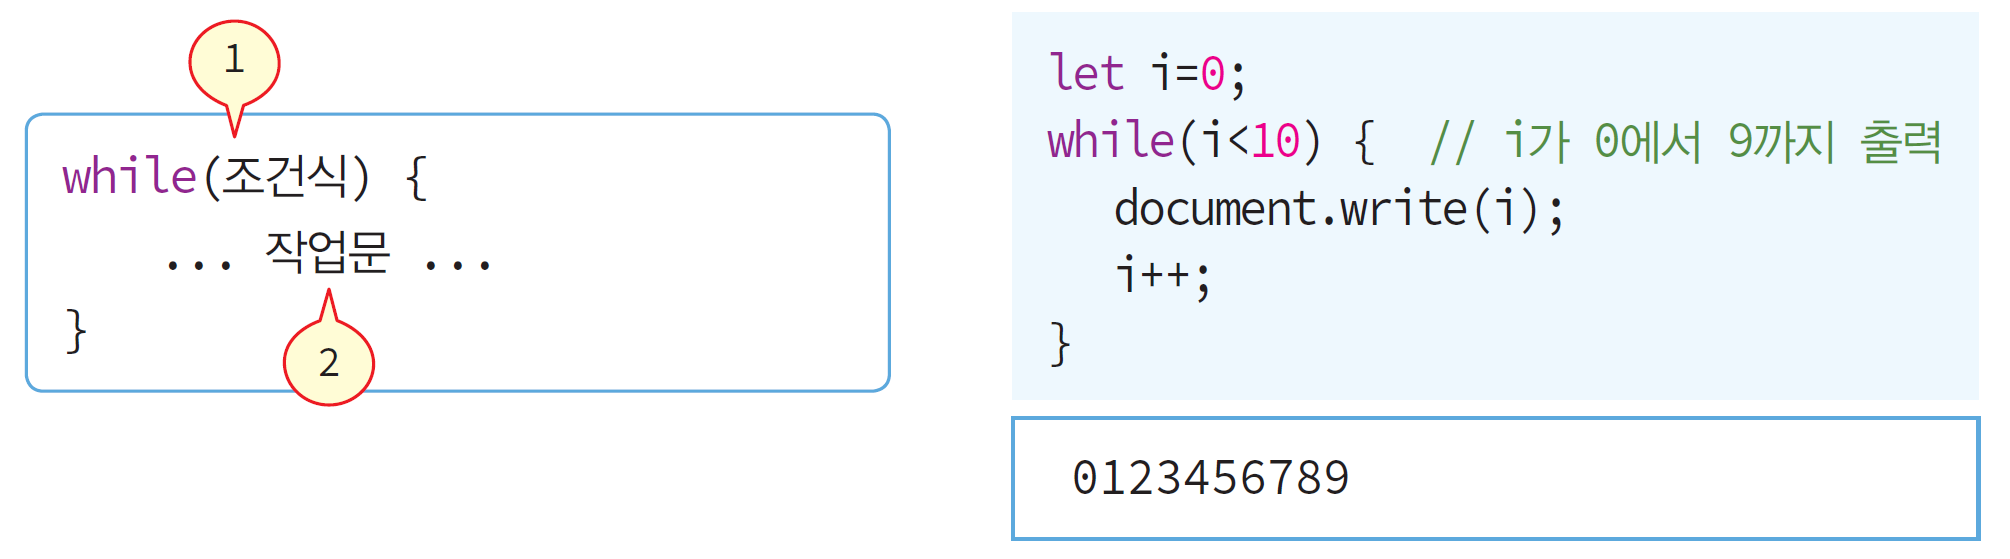 1
while(조건식) {
... 작업문 ...
}
2
let i=0;
while(i<10) {  // i가 0에서 9까지 출력
document.write(i);
i++;
}
0123456789